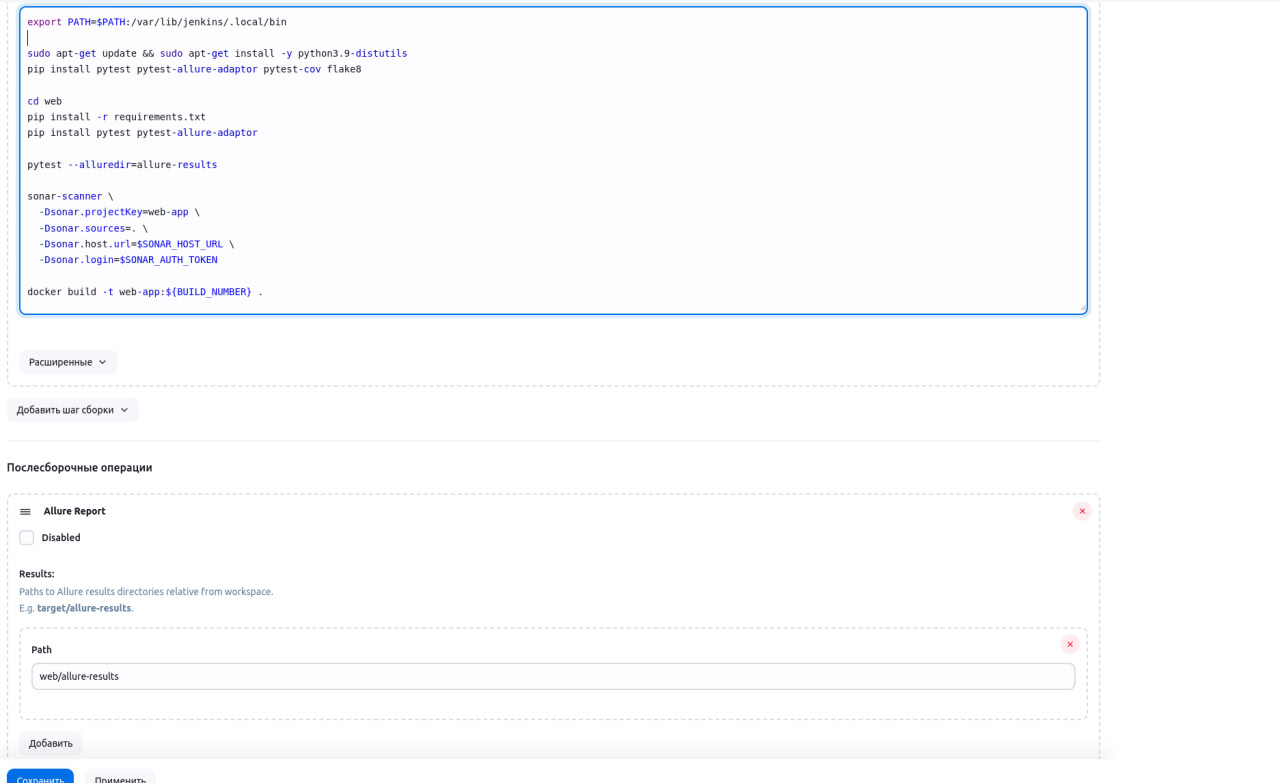 export PATH=$PATH:/var/lib/jenkins/.local/bin
sudo apt-get update && sudo apt-get install -y python3.9-distutils
pip install pytest pytest-allure-adaptor pytest-cov flake8
cd web
pip install -r requirements.txt
pip install pytest pytest-allure-adaptor
pytest --alluredir=allure-results
sonar-scanner \
-Dsonar.projectKey=web-app \
-Dsonar.sources=. \
-Dsonar.host.url=$SONAR_HOST_URL \
-Dsonar.login=$SONAR_AUTH_TOKEN
docker build -t web-app:${BUILD_NUMBER} .
Расширенные
Добавить шаг сборки
Послесборочные операции
Allure Report
Disabled
Results:
Paths to Allure results directories relative from workspace.
E.g. target/allure-results.
Path
web/allure-results
Добавить
Сохранить
Применить